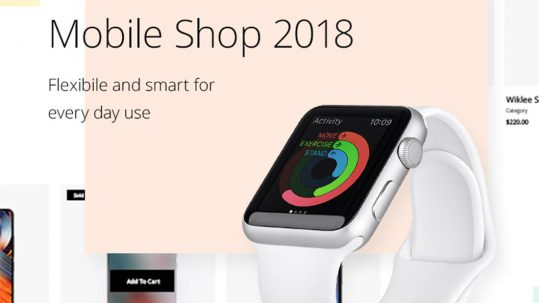 Mobile Shop 2018
Flexibile and smart for
every day use
Activity
10:09
MOVE
EXERCISE
STAND
Wiklee S
Category
$220.00
Sold
Add To Cart